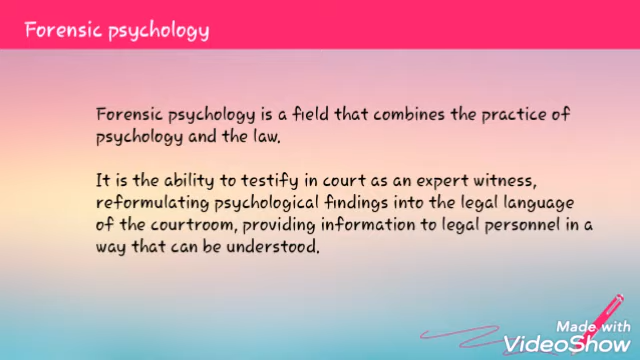 Forensic psychology
Forensic psychology is a field that combines the practice of
psychology and the law.
It is the ability to testify in court as an expert witness,
reformulating psychological findings into the legal language
of the courtroom, providing information to legal personnel in a
way that can be understood.
Made with
VideoShow